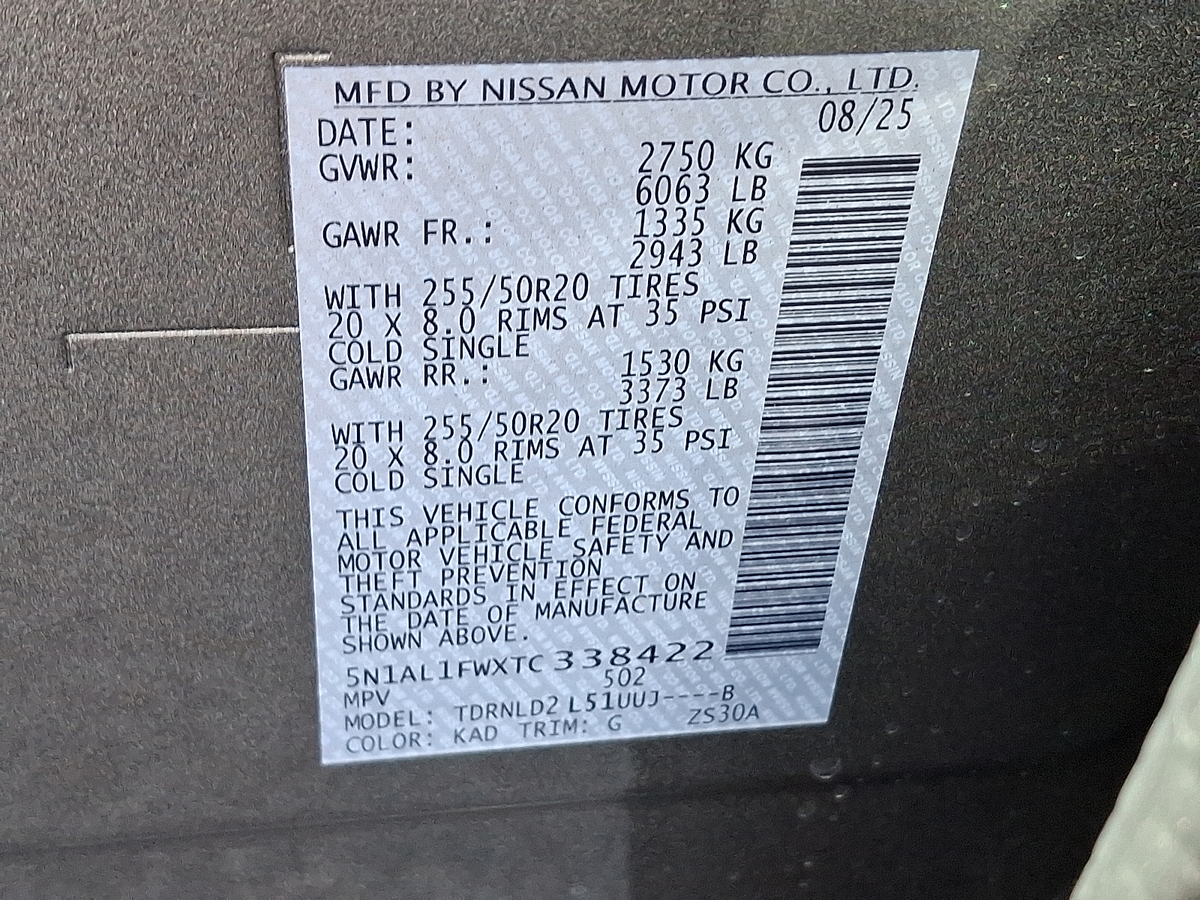 MFD BY NISSAN MOTOR CO., LTD.
DATE: 08/25
GVWR: 2750 KG
6063 LB
GAWR FR.: 1335 KG
2943 LB
WITH 255/50R20 TIRES
20 X 8.0 RIMS AT 35 PSI
COLD SINGLE
GAWR RR.: 1530 KG
3373 LB
WITH 255/50R20 TIRES
20 X 8.0 RIMS AT 35 PSI
COLD SINGLE
THIS VEHICLE CONFORMS TO
ALL APPLICABLE FEDERAL
MOTOR VEHICLE SAFETY AND
THEFT PREVENTION
STANDARDS IN EFFECT ON
THE DATE OF MANUFACTURE
SHOWN ABOVE.
5N1AL1FWXTC338422
MPV 502
MODEL: TDRNLD2 L51UUJ----B
COLOR: KAD TRIM: G ZS30A